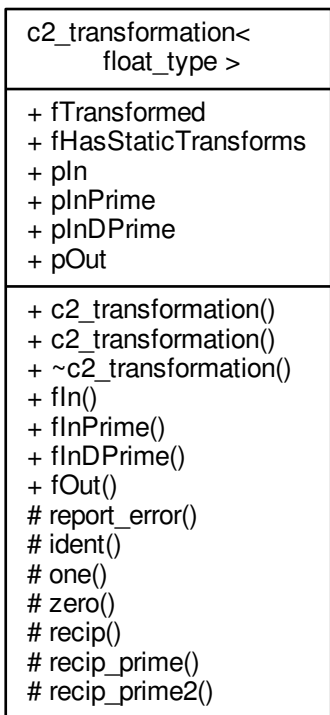 c2_transformation<
float_type >
+ fTransformed
+ fHasStaticTransforms
+ pIn
+ pInPrime
+ pInDPrime
+ pOut
+ c2_transformation()
+ c2_transformation()
+ ~c2_transformation()
+ fIn()
+ fInPrime()
+ fInDPrime()
+ fOut()
# report_error()
# ident()
# one()
# zero()
# recip()
# recip_prime()
# recip_prime2()